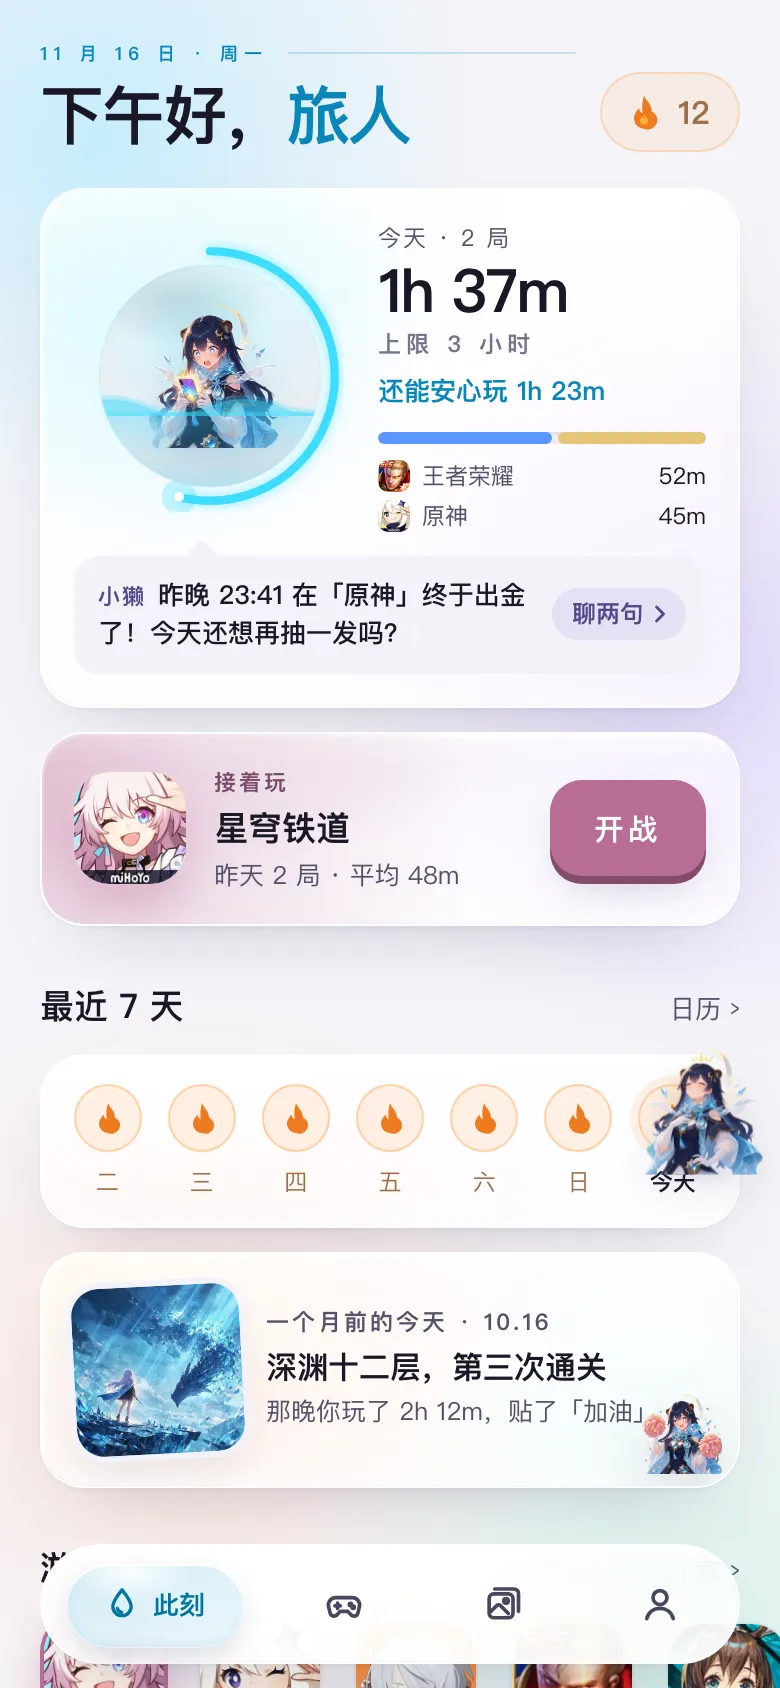 11 月 16 日 · 周一
下午好，旅人
12
今天 · 2 局
1h 37m
上限 3 小时
还能安心玩 1h 23m
王者荣耀 52m
原神 45m
小獭 昨晚 23:41 在「原神」终于出金
了！今天还想再抽一发吗？
聊两句
接着玩
星穹铁道
昨天 2 局 · 平均 48m
开战
miHoYo
最近 7 天
日历 >
二 三 四 五 六 日 今天
一个月前的今天 · 10.16
深渊十二层，第三次通关
那晚你玩了 2h 12m，贴了「加油」
此刻